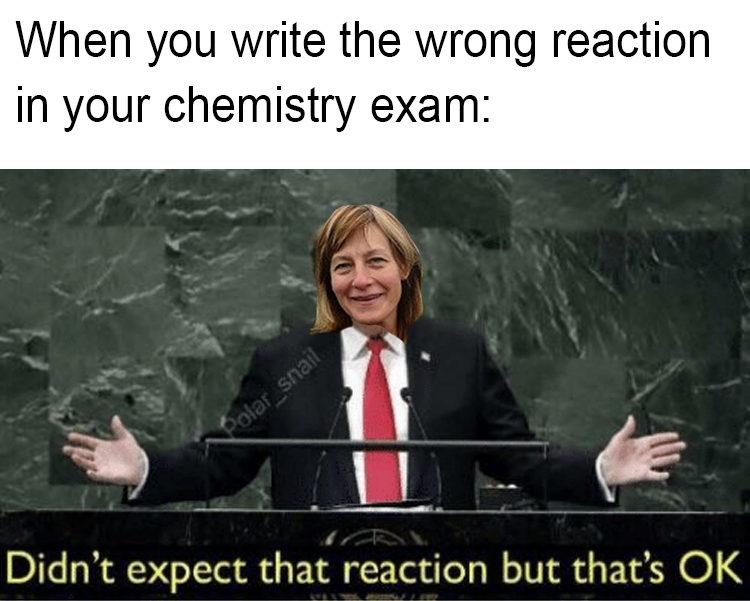 When you write the wrong reaction
in your chemistry exam:
Polar_snail
Didn't expect that reaction but that's OK